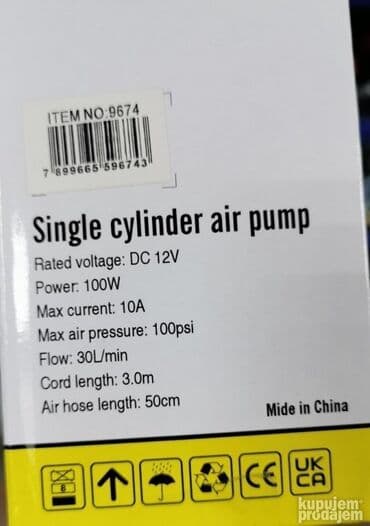 ITEM NO:9674
7 899665 596743
Single cylinder air pump
Rated voltage: DC 12V
Power: 100W
Max current: 10A
Max air pressure: 100psi
Flow: 30L/min
Cord length: 3.0m
Air hose length: 50cm
Mide in China
8
CE
UK
CA
kupujem
prodajem